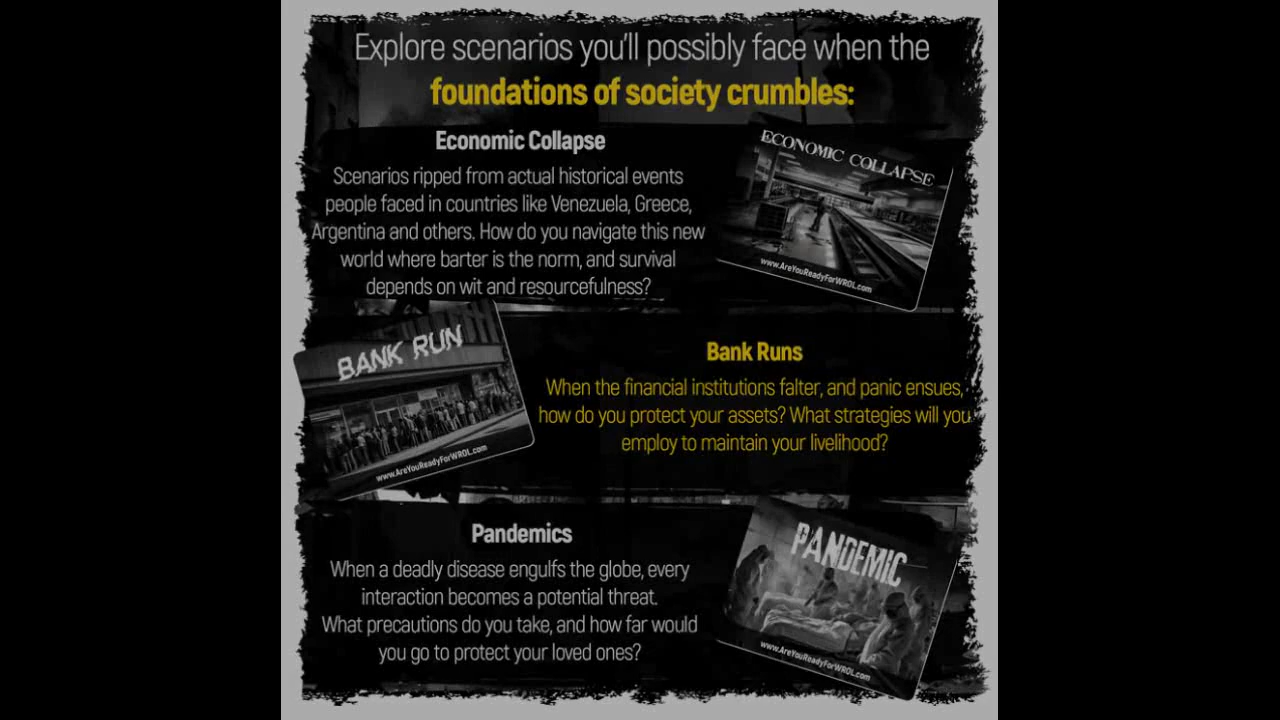 Explore scenarios you'll possibly face when the
foundations of society crumbles:
Economic Collapse
Scenarios ripped from actual historical events
people faced in countries like Venezuela, Greece,
Argentina and others. How do you navigate this new
world where barter is the norm, and survival
depends on wit and resourcefulness?
ECONOMIC COLLAPSE
www.AreYouReadyForWROL.com
BANK RUN
www.AreYouReadyForWROL.com
Bank Runs
When the financial institutions falter, and panic ensues,
how do you protect your assets? What strategies will you
employ to maintain your livelihood?
Pandemics
When a deadly disease engulfs the globe, every
interaction becomes a potential threat.
What precautions do you take, and how far would
you go to protect your loved ones?
PANDEMIC
www.AreYouReadyForWROL.com